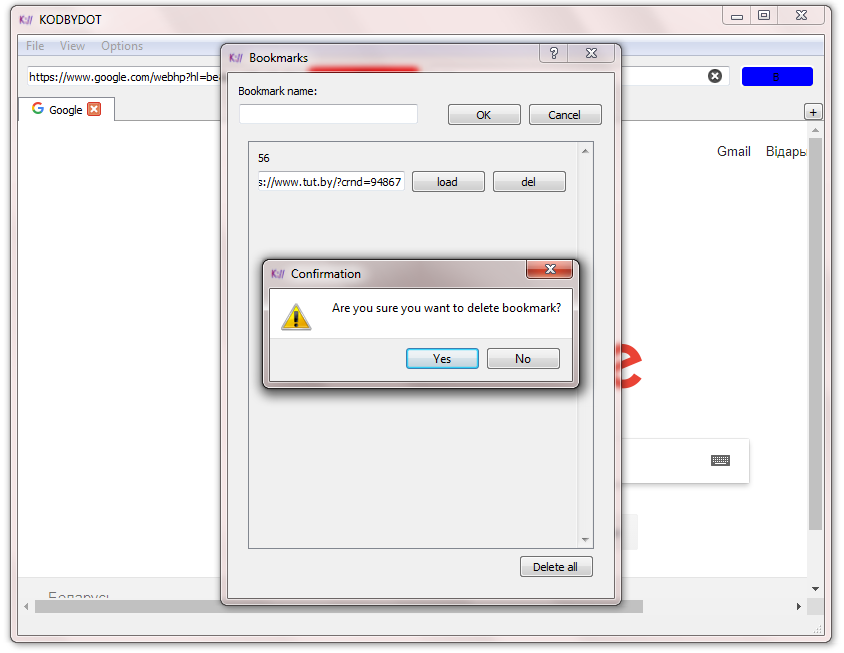 K:// KODBYDOT
File View Options
https://www.google.com/webhp?hl=be
B
Google
+
Gmail Відары
K:// Bookmarks
?
Bookmark name:
OK Cancel
56
s://www.tut.by/?crnd=94867 load del
K:// Confirmation
Are you sure you want to delete bookmark?
Yes No
e
Delete all
Беларусь